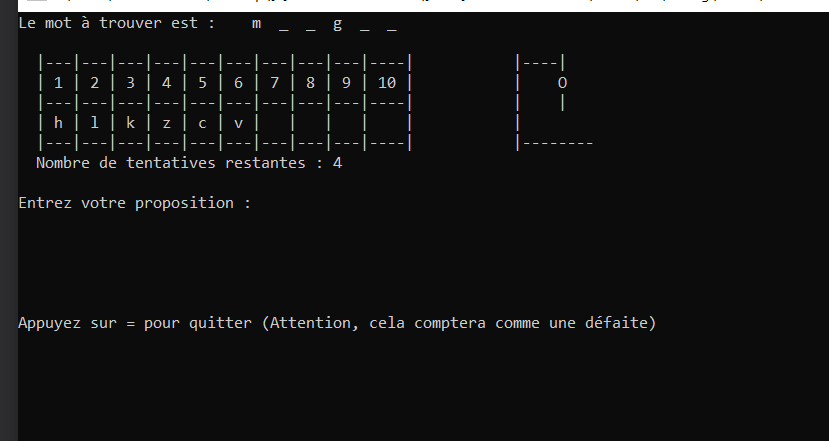 Le mot à trouver est :    m  _  _  g  _  _
|---|---|---|---|---|---|---|---|---|----|           |----|
| 1 | 2 | 3 | 4 | 5 | 6 | 7 | 8 | 9 | 10 |           |    O
|---|---|---|---|---|---|---|---|---|----|           |    |
| h | l | k | z | c | v |   |   |   |    |           |
|---|---|---|---|---|---|---|---|---|----|           |--------
Nombre de tentatives restantes : 4
Entrez votre proposition :
Appuyez sur = pour quitter (Attention, cela comptera comme une défaite)